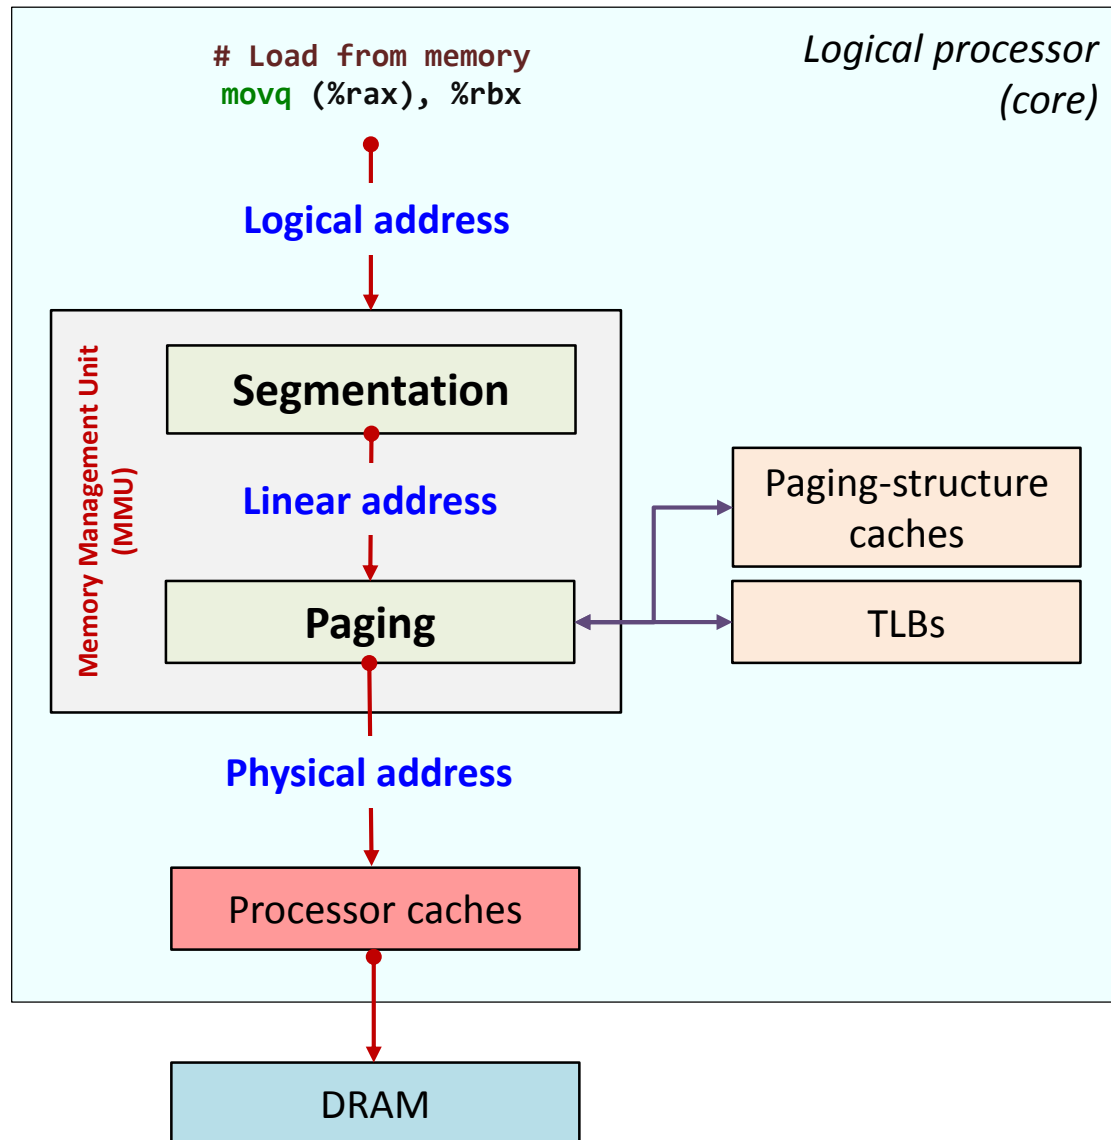 # Load from memory
movq (%rax), %rbx
Logical processor
(core)
Logical address
Memory Management Unit
(MMU)
Segmentation
Linear address
Paging-structure
caches
Paging
TLBs
Physical address
Processor caches
DRAM